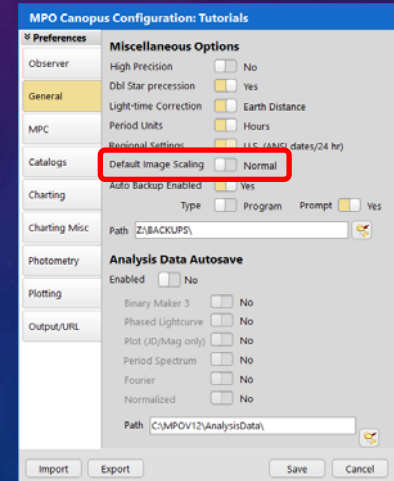 MPO Canopus Configuration: Tutorials
Preferences
Observer
General
MPC
Catalogs
Charting
Charting Misc
Photometry
Plotting
Output/URL
Miscellaneous Options
High Precision No
Dbl Star precession Yes
Light-time Correction Earth Distance
Period Units Hours
Regional Settings U.S. (ANSI dates/24 hr)
Default Image Scaling Normal
Auto Backup Enabled Yes
Type Program Prompt Yes
Path Z:\BACKUPS\
Analysis Data Autosave
Enabled No
Binary Maker 3 No
Phased Lightcurve No
Plot (JD/Mag only) No
Period Spectrum No
Fourier No
Normalized No
Path C:\MPOV12\AnalysisData\
Import Export Save Cancel